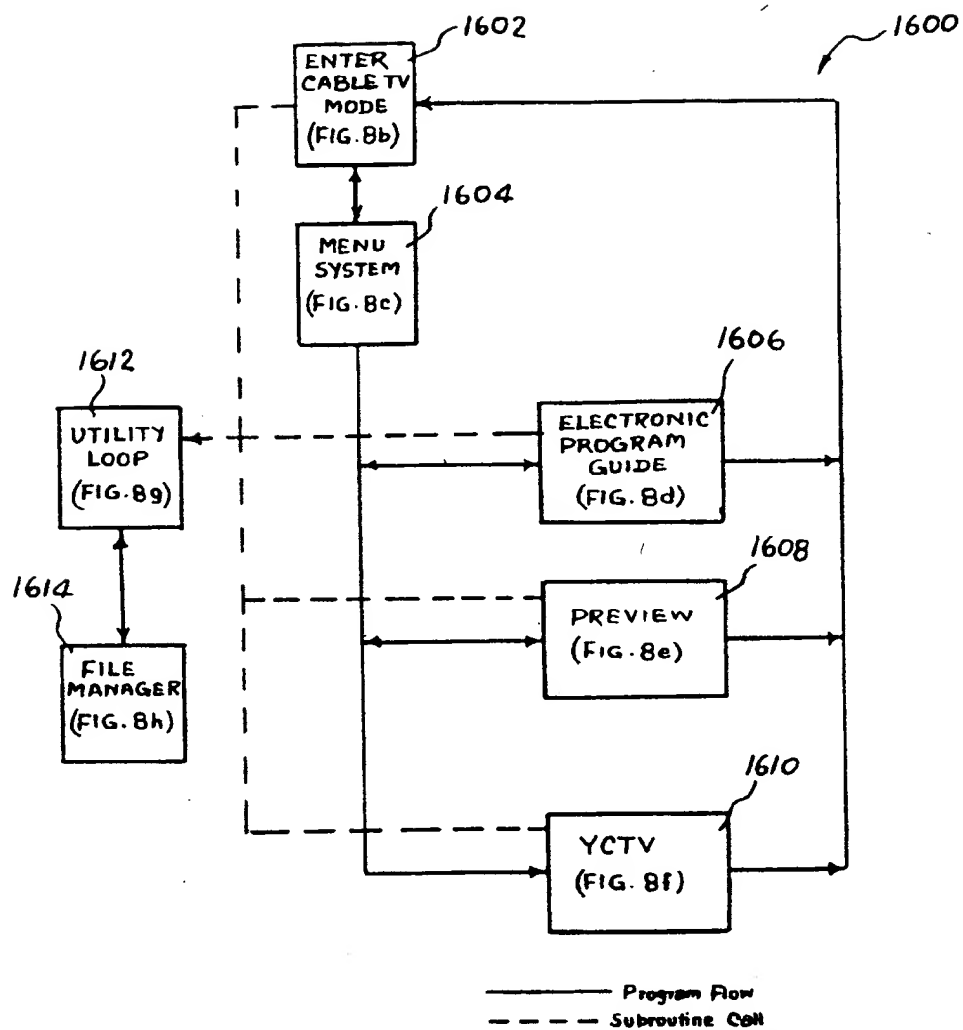 1602
1600
ENTER
CABLE TV
MODE
(FIG. 8b)
1604
MENU
SYSTEM
(FIG. 8c)
1606
1612
ELECTRONIC
PROGRAM
GUIDE
(FIG. 8d)
UTILITY
LOOP
(FIG. 8g)
1608
1614
PREVIEW
(FIG. 8e)
FILE
MANAGER
(FIG. 8h)
1610
YCTV
(FIG. 8f)
Program Flow
Subroutine Call